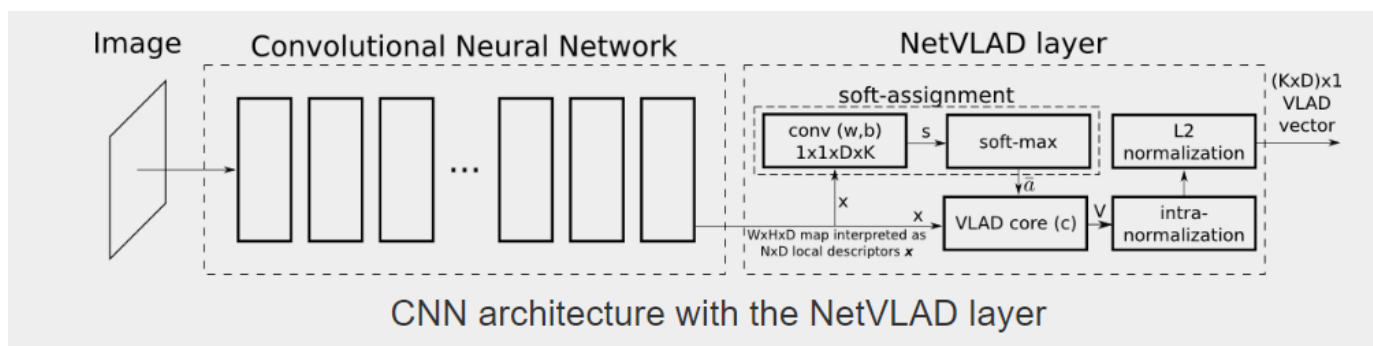 Image
Convolutional Neural Network
...
NetVLAD layer
soft-assignment
conv (w,b)
1x1xDxK
s
soft-max
L2
normalization
(KxD)x1
VLAD
vector
x
x
ā
WxHxD map interpreted as
NxD local descriptors x
VLAD core (c)
V
intra-
normalization
CNN architecture with the NetVLAD layer